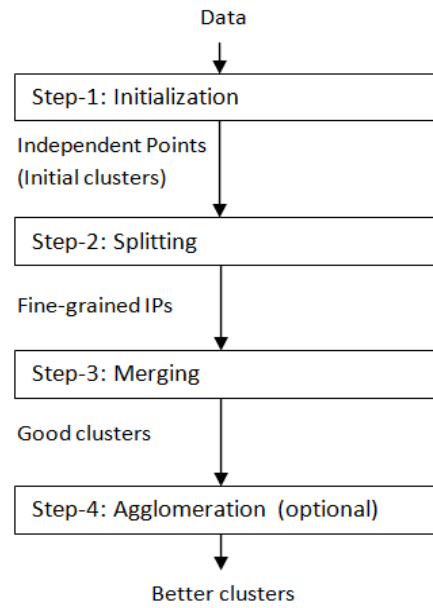 Data
Step-1: Initialization
Independent Points
(Initial clusters)
Step-2: Splitting
Fine-grained IPs
Step-3: Merging
Good clusters
Step-4: Agglomeration (optional)
Better clusters